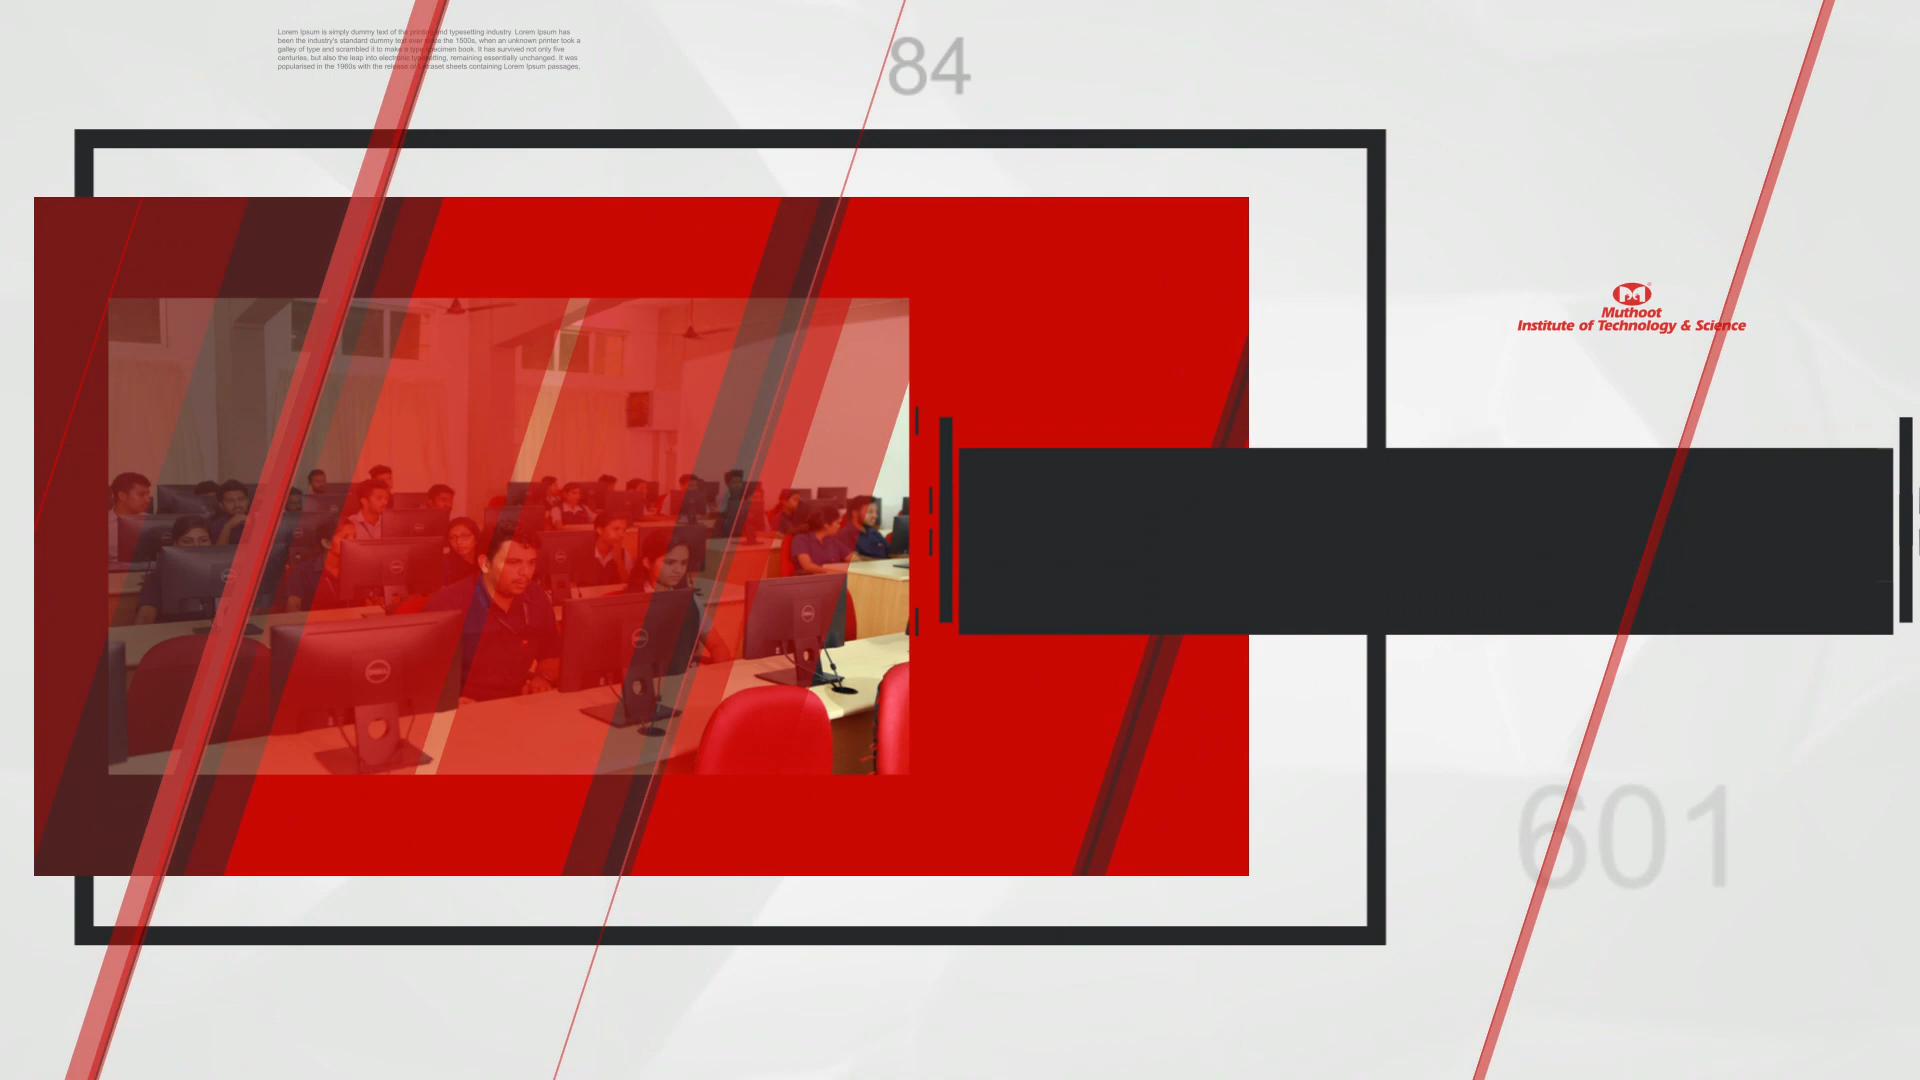 Lorem Ipsum is simply dummy text of the printing and typesetting industry. Lorem Ipsum has
been the industry's standard dummy text ever since the 1500s, when an unknown printer took a
galley of type and scrambled it to make a type specimen book. It has survived not only five
centuries, but also the leap into electronic typesetting, remaining essentially unchanged. It was
popularised in the 1960s with the release of Letraset sheets containing Lorem Ipsum passages,
84
Muthoot
Institute of Technology & Science
601